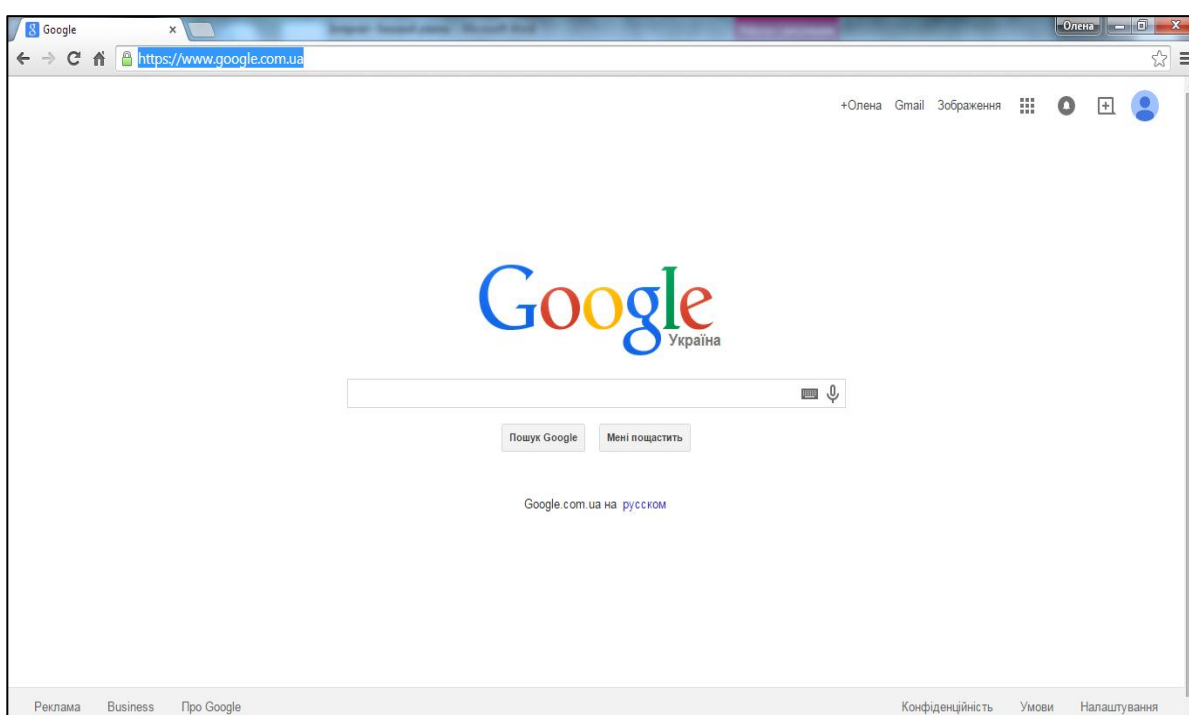 Google
Олена
https://www.google.com.ua
+Олена Gmail Зображення
Google
Україна
Пошук Google Мені пощастить
Google.com.ua на русском
Реклама Business Про Google Конфіденційність Умови Налаштування